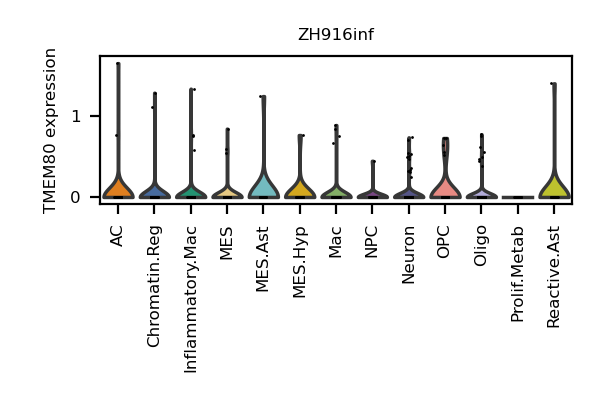 ZH916inf
TMEM80 expression
1
0
AC
Chromatin.Reg
Inflammatory.Mac
MES
MES.Ast
MES.Hyp
Mac
NPC
Neuron
OPC
Oligo
Prolif.Metab
Reactive.Ast